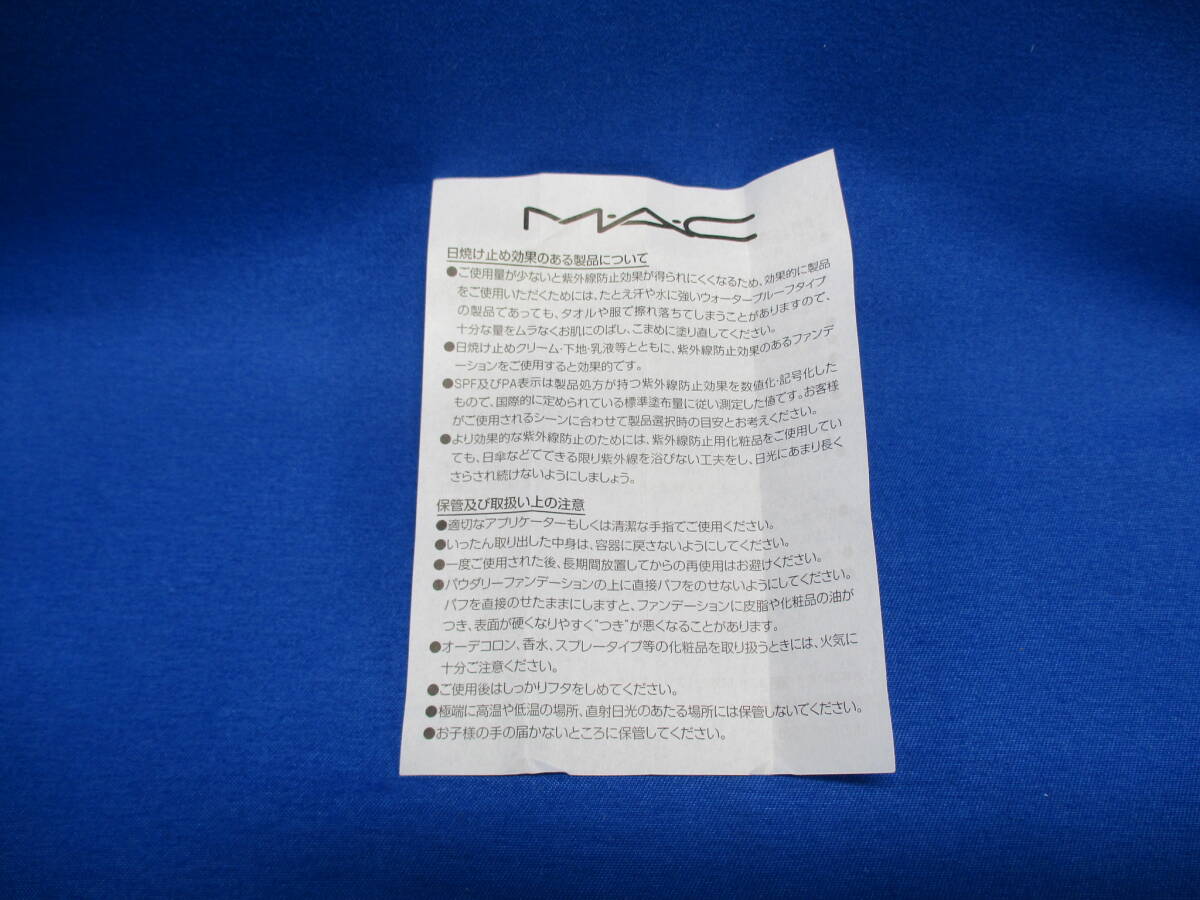 M·A·C
日焼け止め効果のある製品について
●ご使用量が少ないと紫外線防止効果が得られにくくなるため、効果的に製品
をご使用いただくためには、たとえ汗や水に強いウォータープルーフタイプ
の製品であっても、タオルや服で擦れ落ちてしまうことがありますので、
十分な量をムラなくお肌にのばし、こまめに塗り直してください。
●日焼け止めクリーム·下地·乳液等とともに、紫外線防止効果のあるファンデ
ーションをご使用すると効果的です。
●SPF及びPA表示は製品処方が持つ紫外線防止効果を数値化·記号化した
もので、国際的に定められている標準塗布量に従い測定した値です。お客様
がご使用されるシーンに合わせて製品選択時の目安とお考えください。
●より効果的な紫外線防止のためには、紫外線防止用化粧品をご使用してい
ても、日傘などでできる限り紫外線を浴びない工夫をし、日光にあまり長く
さらされ続けないようにしましょう。
保管及び取扱い上の注意
●適切なアプリケーターもしくは清潔な手指でご使用ください。
●いったん取り出した中身は、容器に戻さないようにしてください。
●一度ご使用された後、長期間放置してからの再使用はお避けください。
●パウダリーファンデーションの上に直接パフをのせないようにしてください。
パフを直接のせたままにしますと、ファンデーションに皮脂や化粧品の油が
つき、表面が硬くなりやすく"つき"が悪くなることがあります。
●オーデコロン、香水、スプレータイプ等の化粧品を取り扱うときには、火気に
十分ご注意ください。
●ご使用後はしっかりフタをしめてください。
●極端に高温や低温の場所、直射日光のあたる場所には保管しないでください。
●お子様の手の届かないところに保管してください。